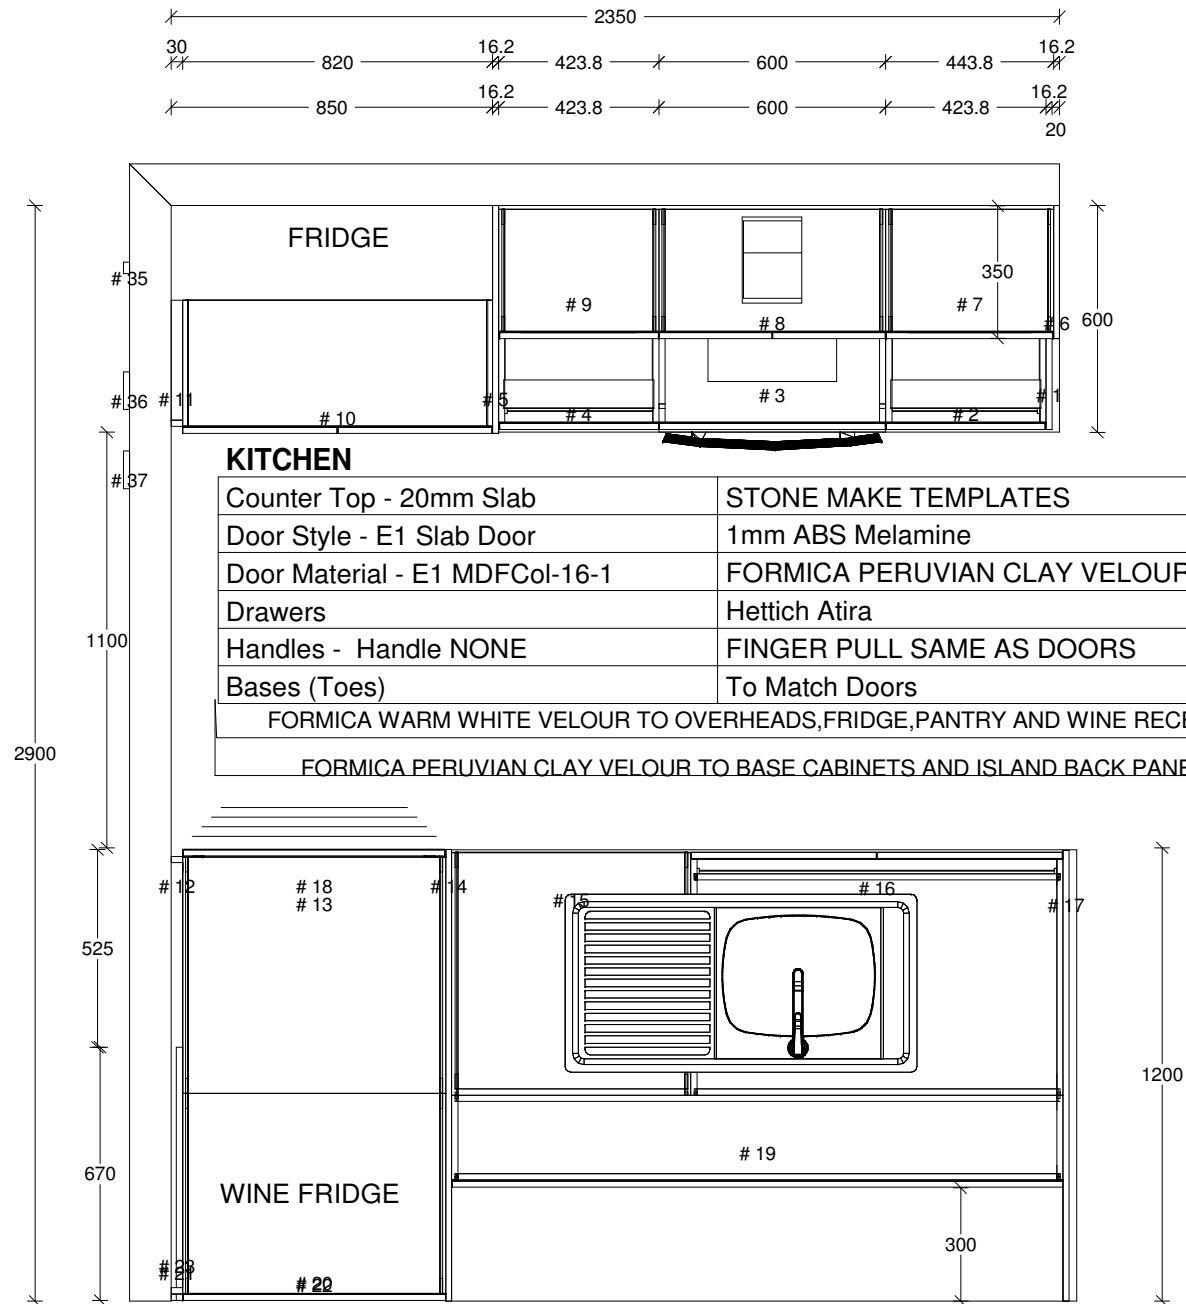 2350
30 820 16.2 423.8 600 443.8 16.2
850 16.2 423.8 600 423.8 16.2
20
FRIDGE
# 35
350
# 9 # 7
# 8 # 6 600
# 36 # 11 # 5 # 3 # 1
# 10 # 4 # 2
KITCHEN
# 37
Counter Top - 20mm Slab STONE MAKE TEMPLATES
Door Style - E1 Slab Door 1mm ABS Melamine
Door Material - E1 MDFCol-16-1 FORMICA PERUVIAN CLAY VELOUR
Drawers Hettich Atira
1100
Handles - Handle NONE FINGER PULL SAME AS DOORS
Bases (Toes) To Match Doors
FORMICA WARM WHITE VELOUR TO OVERHEADS,FRIDGE,PANTRY AND WINE
2900
FORMICA PERUVIAN CLAY VELOUR TO BASE CABINETS AND ISLAND BACK
# 12 # 18 # 14 # 16
# 13 # 15 # 17
525
1200
# 19
670
WINE FRIDGE
300
# 23
# 21
# 20
# 22